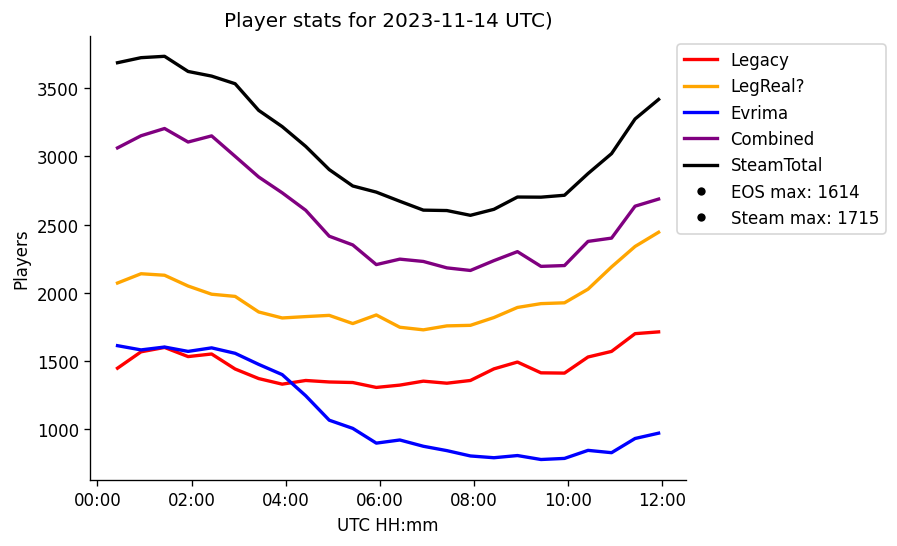 Player stats for 2023-11-14 UTC)
Legacy
LegReal?
Evrima
Combined
SteamTotal
EOS max: 1614
Steam max: 1715
Players
3500
3000
2500
2000
1500
1000
00:00 02:00 04:00 06:00 08:00 10:00 12:00
UTC HH:mm